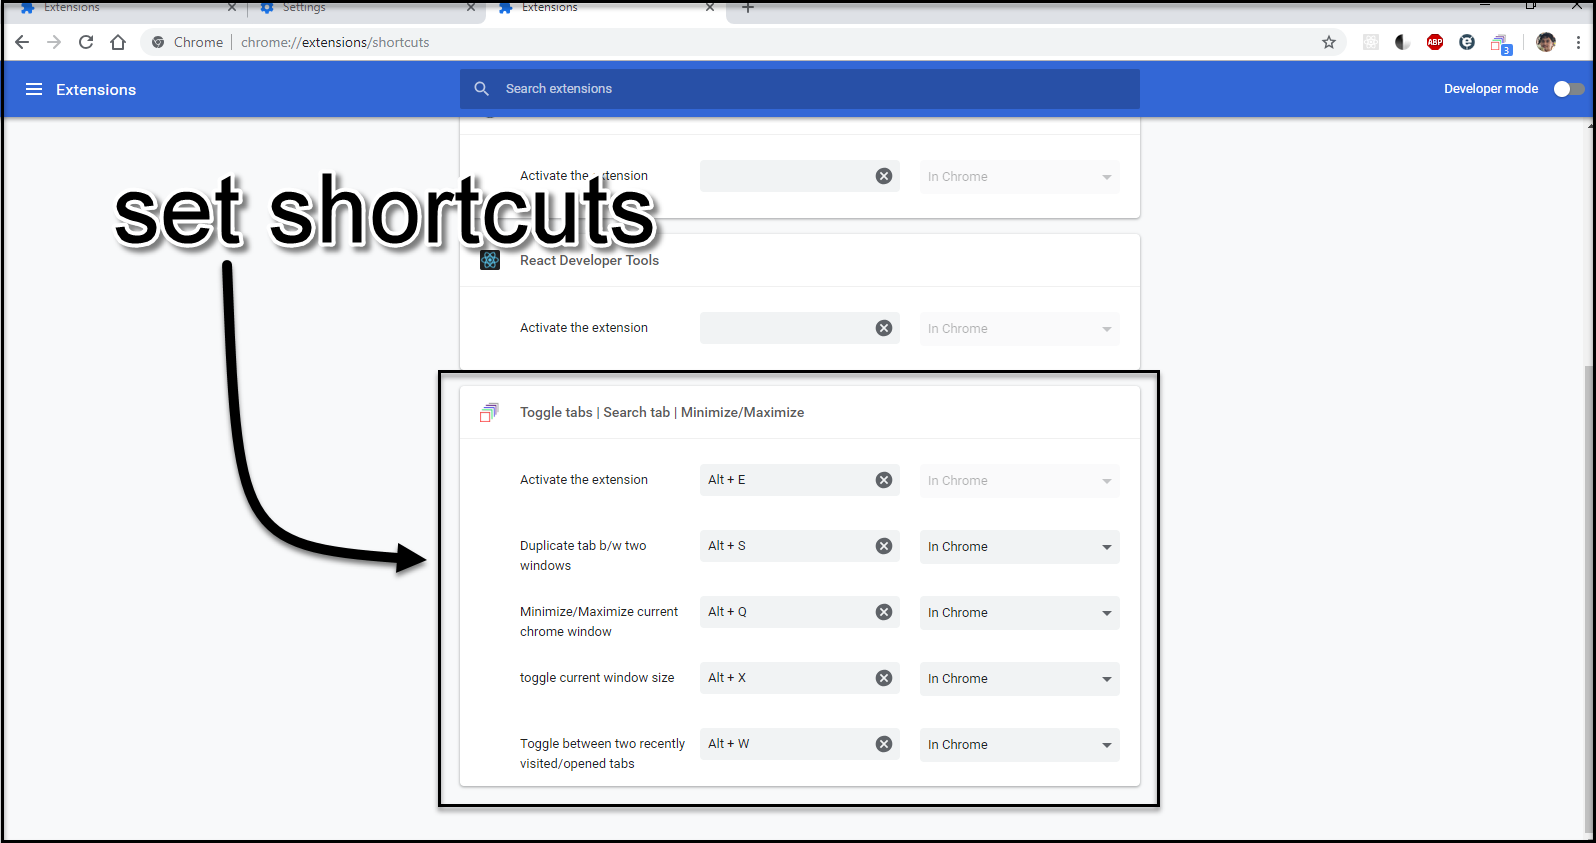 Extensions
Settings
Extensions
Chrome
chrome://extensions/shortcuts
ABP
3
Extensions
Search extensions
Developer mode
Activate the extension
In Chrome
set shortcuts
React Developer Tools
Activate the extension
In Chrome
Toggle tabs | Search tab | Minimize/Maximize
Activate the extension
Alt + E
In Chrome
Duplicate tab b/w two
windows
Alt + S
In Chrome
Minimize/Maximize current
chrome window
Alt + Q
In Chrome
toggle current window size
Alt + X
In Chrome
Toggle between two recently
visited/opened tabs
Alt + W
In Chrome